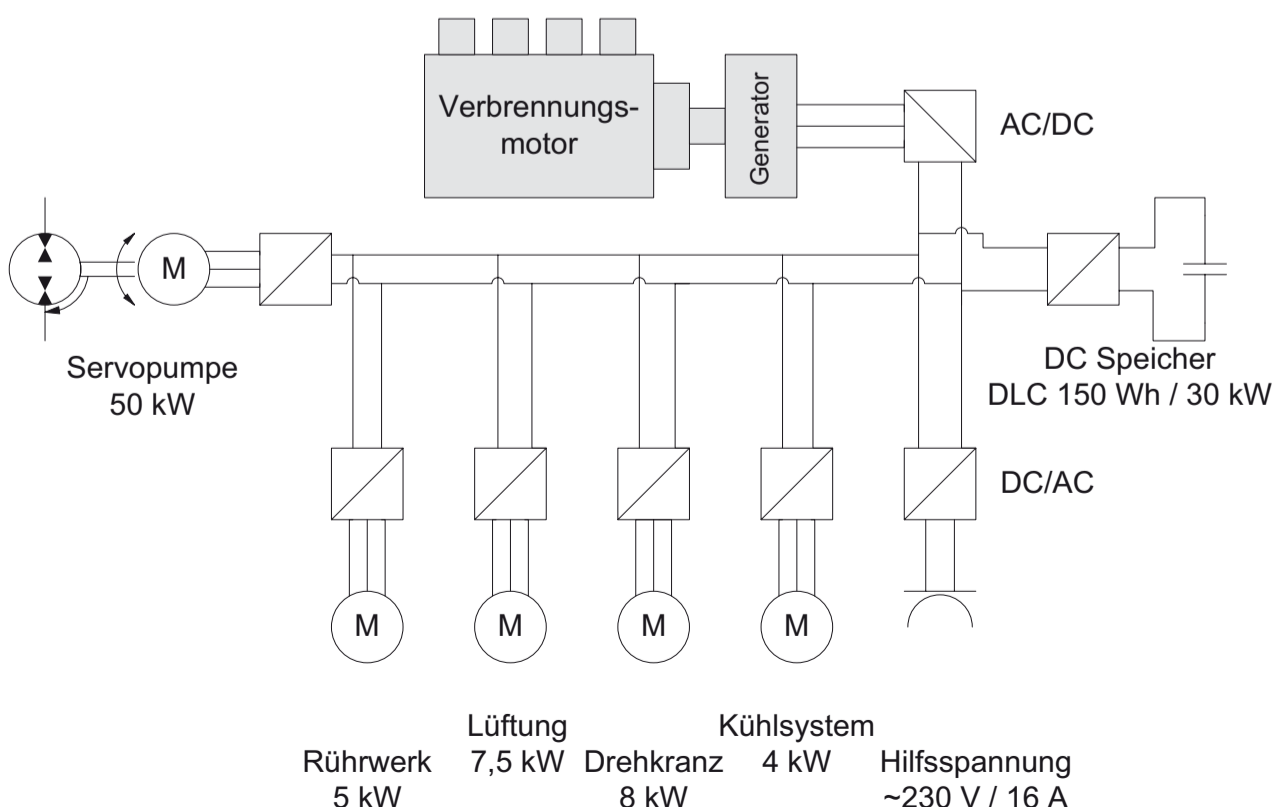 Verbrennungs-
motor
Generator
AC/DC
M
Servopumpe
50 kW
DC Speicher
DLC 150 Wh / 30 kW
DC/AC
M
M
M
M
Rührwerk
5 kW
Lüftung
7,5 kW
Drehkranz
8 kW
Kühlsystem
4 kW
Hilfsspannung
~230 V / 16 A